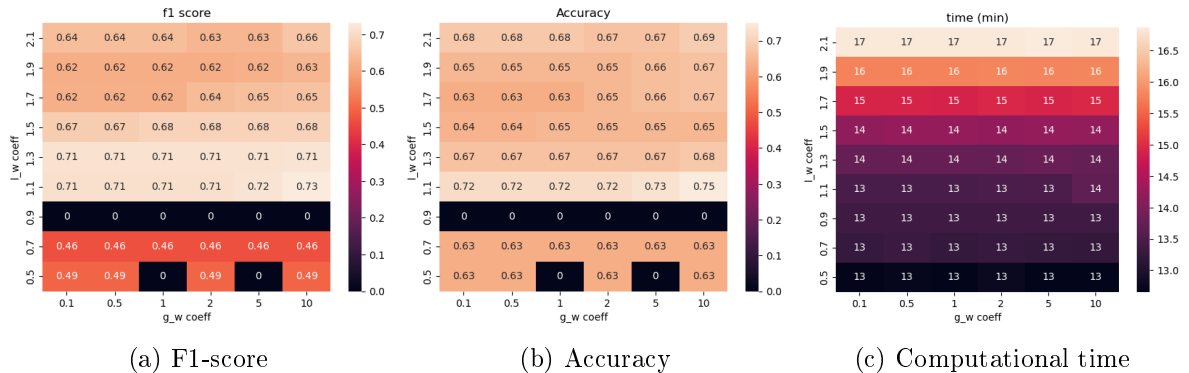 f1 score
2.1 0.64 0.64 0.64 0.63 0.63 0.66
1.9 0.62 0.62 0.62 0.62 0.62 0.63
1.7 0.62 0.62 0.62 0.64 0.65 0.65
1.5 0.67 0.67 0.68 0.68 0.68 0.68
1.3 0.71 0.71 0.71 0.71 0.71 0.71
1.1 0.71 0.71 0.71 0.71 0.72 0.73
0.9 0 0 0 0 0 0
0.7 0.46 0.46 0.46 0.46 0.46 0.46
0.5 0.49 0.49 0 0.49 0 0.49
0.1 0.5 1 2 5 10
g_w coeff
l_w coeff
0.7
0.6
0.5
0.4
0.3
0.2
0.1
0.0
(a) F1-score
Accuracy
2.1 0.68 0.68 0.68 0.67 0.67 0.69
1.9 0.65 0.65 0.65 0.65 0.66 0.67
1.7 0.63 0.63 0.63 0.65 0.66 0.67
1.5 0.64 0.64 0.65 0.65 0.65 0.65
1.3 0.67 0.67 0.67 0.67 0.67 0.68
1.1 0.72 0.72 0.72 0.72 0.73 0.75
0.9 0 0 0 0 0 0
0.7 0.63 0.63 0.63 0.63 0.63 0.63
0.5 0.63 0.63 0 0.63 0 0.63
0.1 0.5 1 2 5 10
g_w coeff
l_w coeff
0.7
0.6
0.5
0.4
0.3
0.2
0.1
0.0
(b) Accuracy
time (min)
2.1 17 17 17 17 17 17
1.9 16 16 16 16 16 16
1.7 15 15 15 15 15 15
1.5 14 14 14 14 14 14
1.3 14 14 14 14 14 14
1.1 13 13 13 13 13 14
0.9 13 13 13 13 13 13
0.7 13 13 13 13 13 13
0.5 13 13 13 13 13 13
0.1 0.5 1 2 5 10
g_w coeff
l_w coeff
16.5
16.0
15.5
15.0
14.5
14.0
13.5
13.0
(c) Computational time